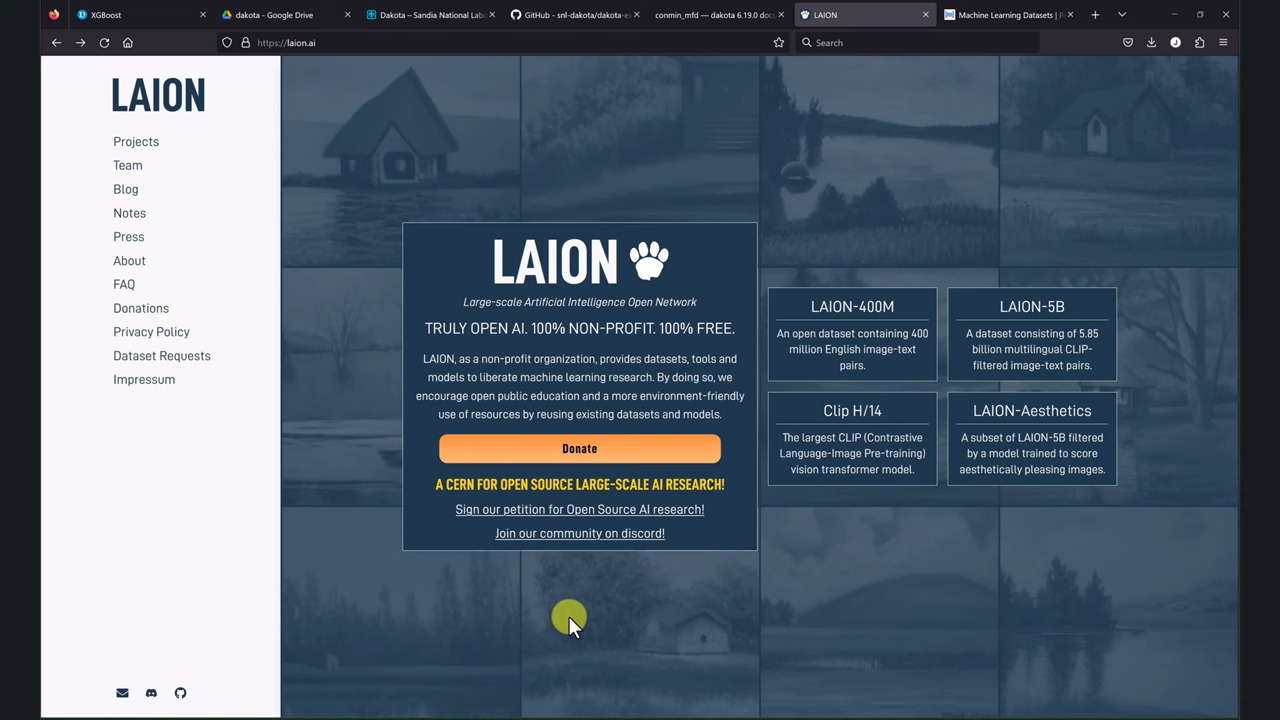 XGBoost
dakota - Google Drive
Dakota – Sandia National Lab
GitHub - snl-dakota/dakota-e
conmin_mfd — dakota 6.19.0 doc
LAION
Machine Learning Datasets | P
https://laion.ai
Search
LAION
Projects
Team
Blog
Notes
Press
About
FAQ
Donations
Privacy Policy
Dataset Requests
Impressum
LAION
Large-scale Artificial Intelligence Open Network
TRULY OPEN AI. 100% NON-PROFIT. 100% FREE.
LAION, as a non-profit organization, provides datasets, tools and
models to liberate machine learning research. By doing so, we
encourage open public education and a more environment-friendly
use of resources by reusing existing datasets and models.
Donate
A CERN FOR OPEN SOURCE LARGE-SCALE AI RESEARCH!
Sign our petition for Open Source AI research!
Join our community on discord!
LAION-400M
An open dataset containing 400
million English image-text
pairs.
LAION-5B
A dataset consisting of 5.85
billion multilingual CLIP-
filtered image-text pairs.
Clip H/14
The largest CLIP (Contrastive
Language-Image Pre-training)
vision transformer model.
LAION-Aesthetics
A subset of LAION-5B filtered
by a model trained to score
aesthetically pleasing images.